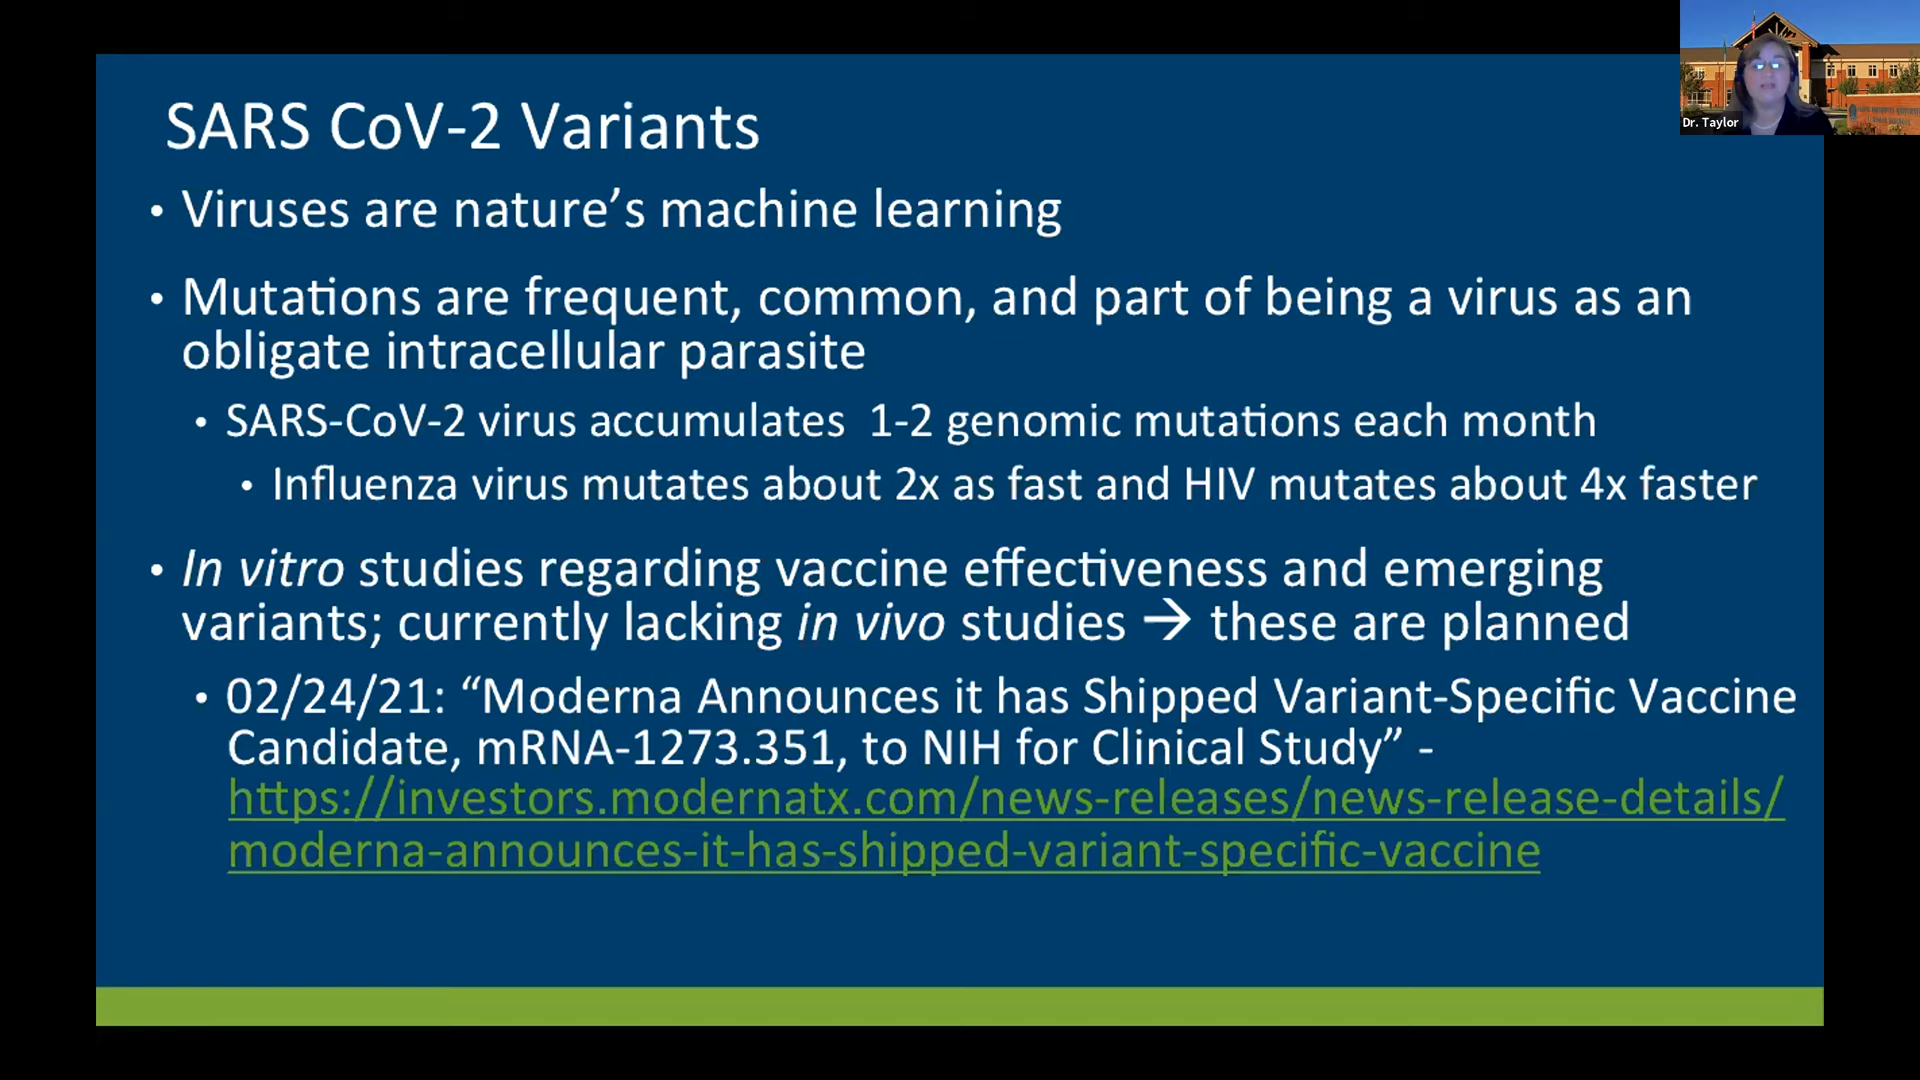 SARS CoV-2 Variants
• Viruses are nature’s machine learning
• Mutations are frequent, common, and part of being a virus as an
obligate intracellular parasite
• SARS-CoV-2 virus accumulates 1-2 genomic mutations each month
• Influenza virus mutates about 2x as fast and HIV mutates about 4x faster
• In vitro studies regarding vaccine effectiveness and emerging
variants; currently lacking in vivo studies → these are planned
• 02/24/21: “Moderna Announces it has Shipped Variant-Specific Vaccine
Candidate, mRNA-1273.351, to NIH for Clinical Study” -
https://investors.modernatx.com/news-releases/news-release-details/
moderna-announces-it-has-shipped-variant-specific-vaccine
Dr. Taylor